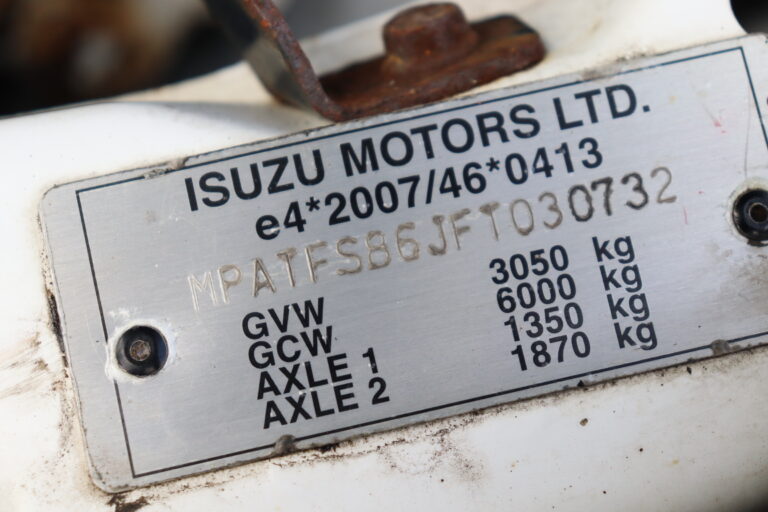 ISUZU MOTORS LTD.
e4*2007/46*0413
MPATFS86JFT030732
GVW 3050 kg
GCW 6000 kg
AXLE 1 1350 kg
AXLE 2 1870 kg